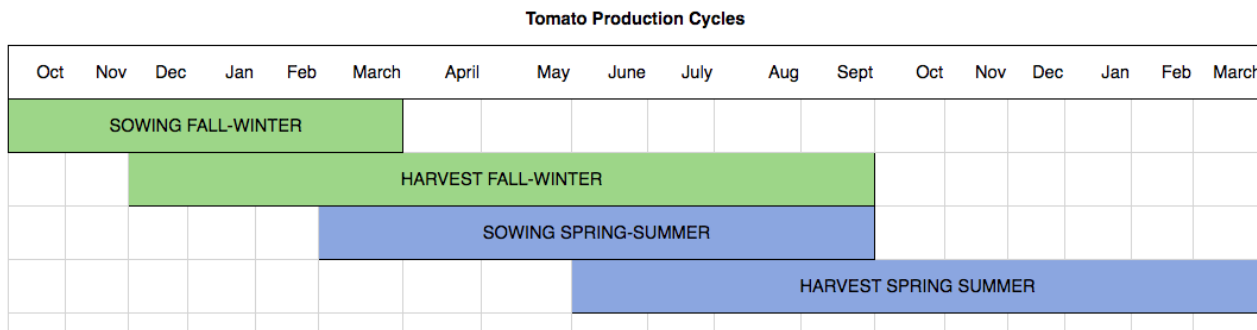 Tomato Production Cycles
Oct Nov Dec Jan Feb March April May June July Aug Sept Oct Nov Dec Jan Feb March
SOWING FALL-WINTER
HARVEST FALL-WINTER
SOWING SPRING-SUMMER
HARVEST SPRING SUMMER